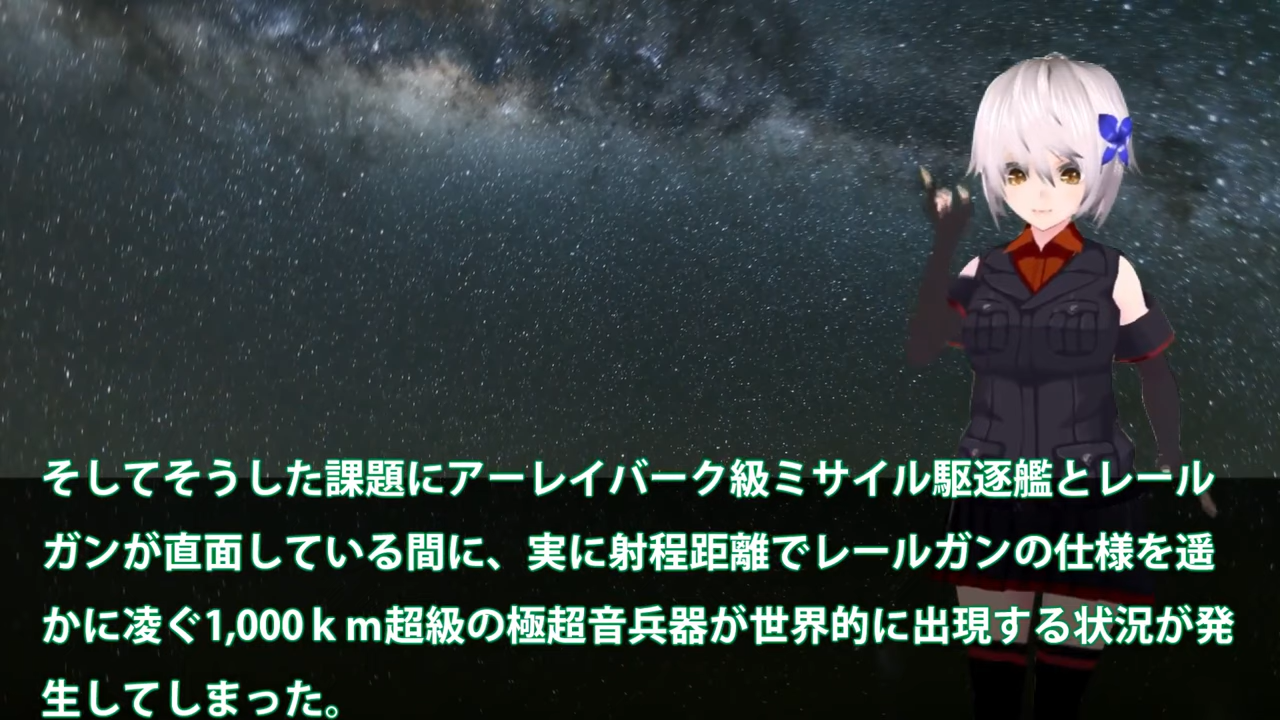 そしてそうした課題にアーレイバーク級ミサイル駆逐艦とレール
ガンが直面している間に、実に射程距離でレールガンの仕様を遥
かに凌ぐ1,000ｋｍ超級の極超音兵器が世界的に出現する状況が発
生してしまった。